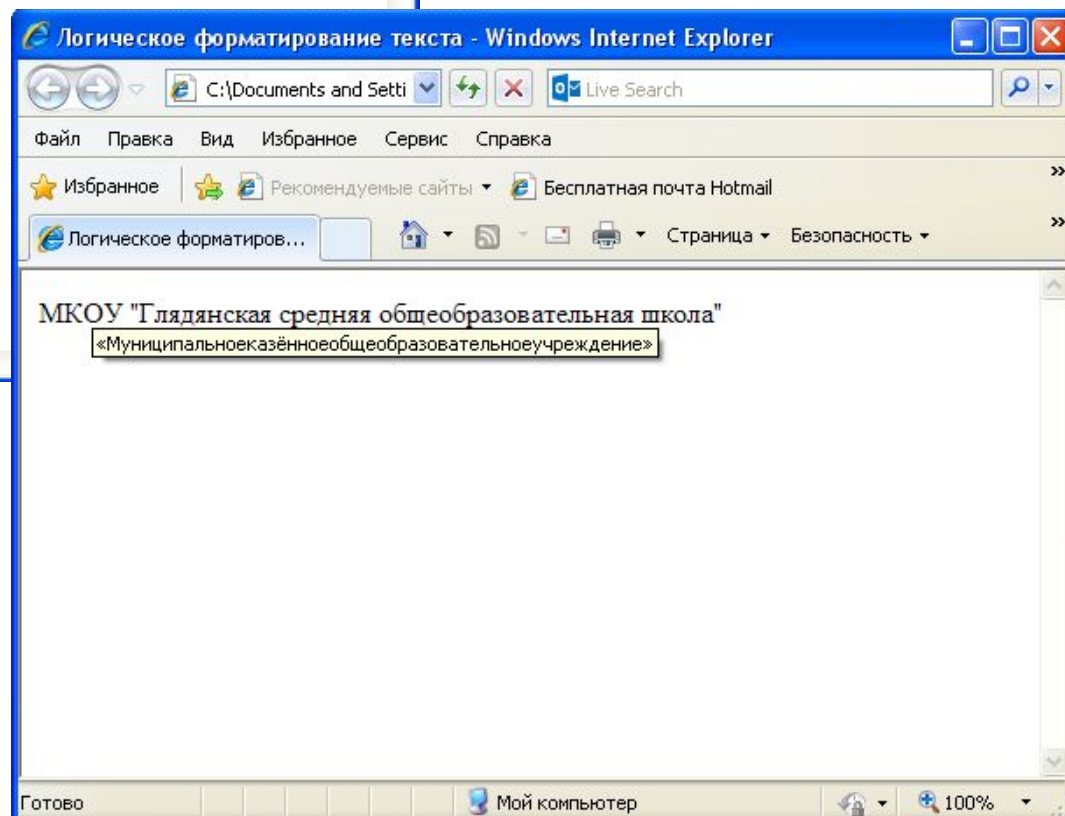 Логическое форматирование текста - Windows Internet Explorer
C:\Documents and Setti Live Search
Файл Правка Вид Избранное Сервис Справка
Избранное Рекомендуемые сайты Бесплатная почта Hotmail
Логическое форматиров... Страница Безопасность
МКОУ "Глядянская средняя общеобразовательная школа"
«Муниципальноеказённоеобщеобразовательноеучреждение»
Готово Мой компьютер 100%